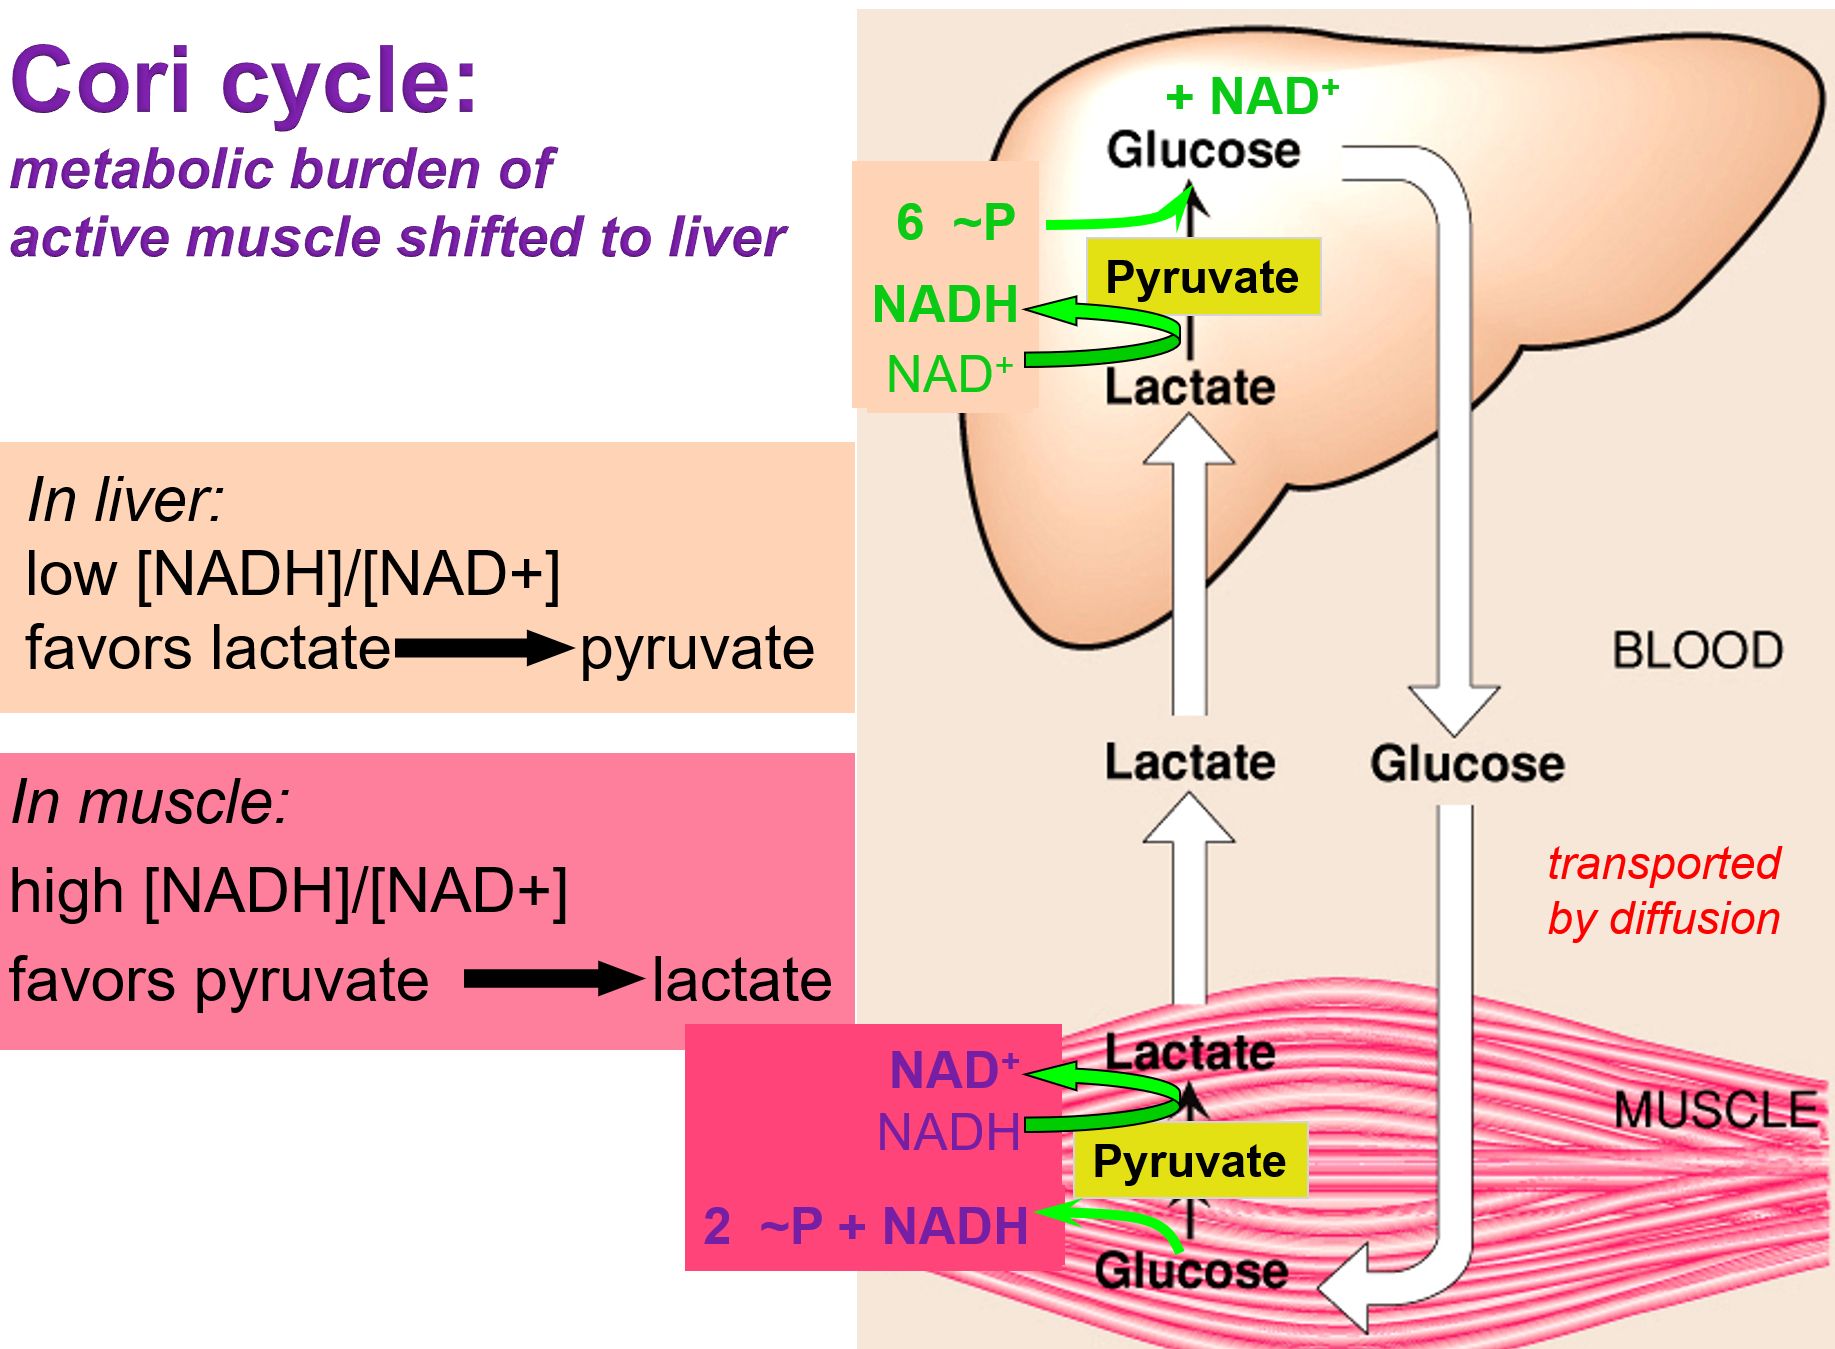 Cori cycle:
metabolic burden of
active muscle shifted to liver
In liver:
low [NADH]/[NAD+]
favors lactate pyruvate
In muscle:
high [NADH]/[NAD+]
favors pyruvate lactate
+ NAD⁺
Glucose
6 ~P
Pyruvate
NADH
NAD⁺
Lactate
BLOOD
Lactate
Glucose
transported
by diffusion
Lactate
NAD⁺
NADH
MUSCLE
Pyruvate
2 ~P + NADH
Glucose